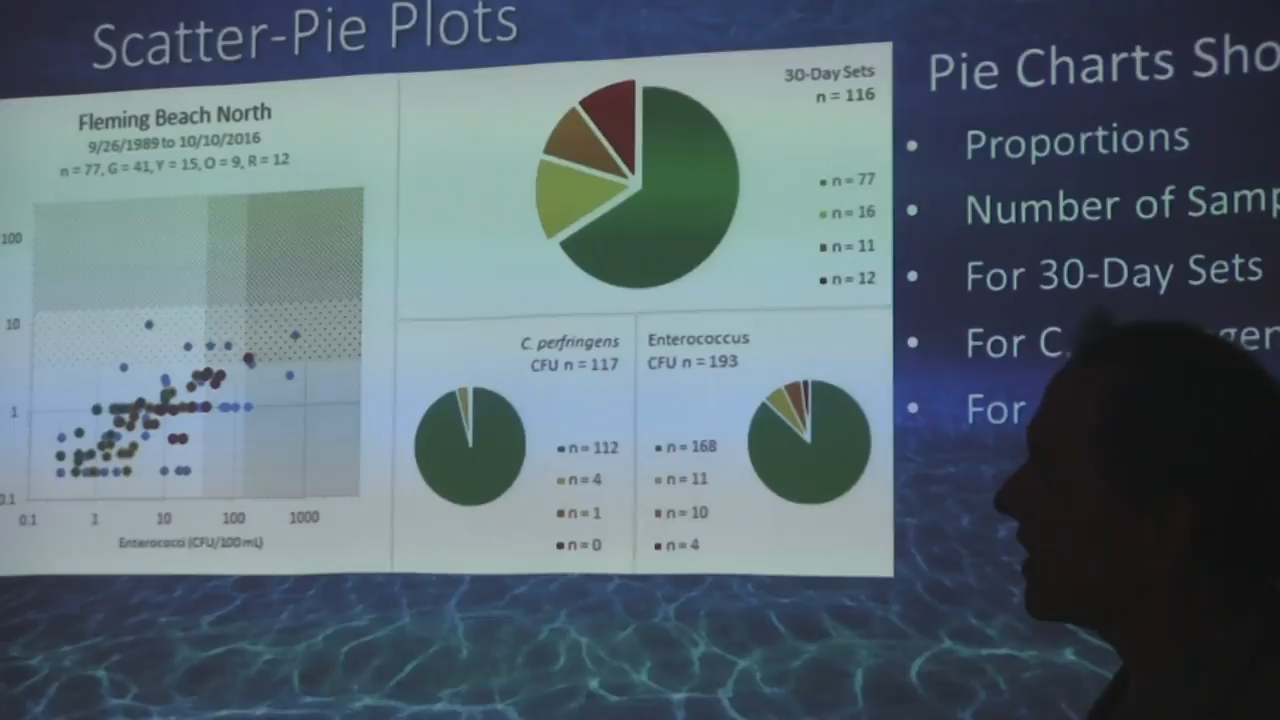 Scatter-Pie Plots
Fleming Beach North
9/26/1989 to 10/10/2016
n = 77, G = 41, Y = 15, O = 9, R = 12
100
10
1
0.1
0.1 1 10 100 1000
Enterococci (CFU/100 mL)
30-Day Sets
n = 116
n = 77
n = 16
n = 11
n = 12
C. perfringens
CFU n = 117
n = 112
n = 4
n = 1
n = 0
Enterococcus
CFU n = 193
n = 168
n = 11
n = 10
n = 4
Pie Charts Sho
• Proportions
• Number of Samp
• For 30-Day Sets
• For C. gen
• For